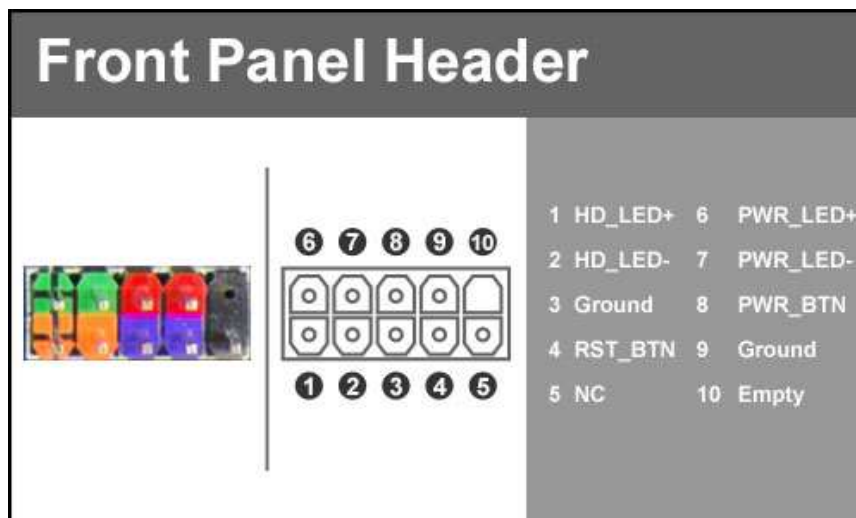 Front Panel Header
6 7 8 9 10
1 2 3 4 5
1 HD_LED+ 6 PWR_LED+
2 HD_LED- 7 PWR_LED-
3 Ground 8 PWR_BTN
4 RST_BTN 9 Ground
5 NC 10 Empty